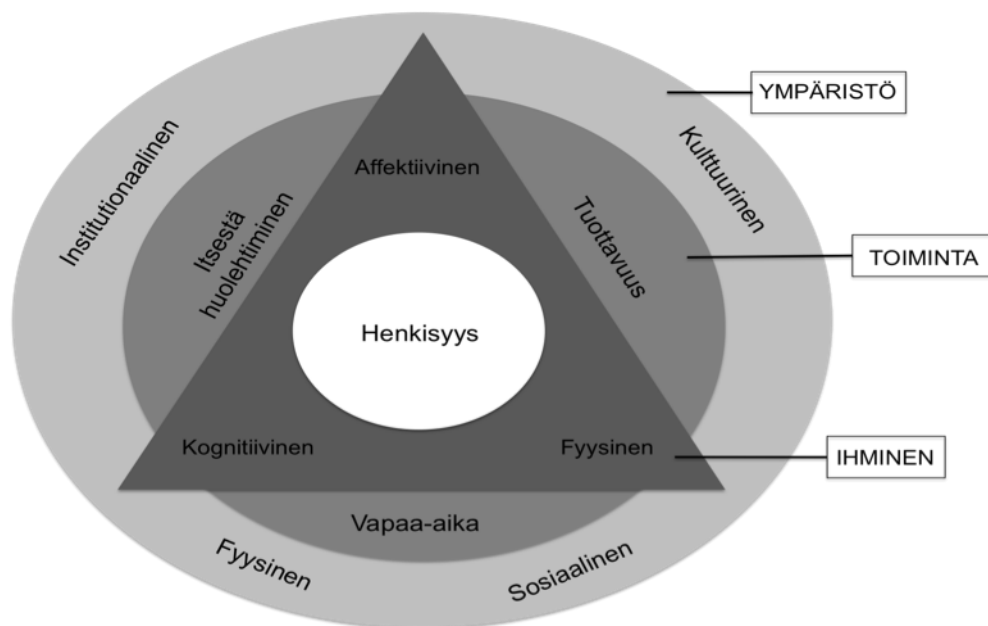 YMPÄRISTÖ
Institutionaalinen
Kulttuurinen
Affektiivinen
Itsestä
huolehtiminen
Tuottavuus
TOIMINTA
Henkisyys
Kognitiivinen
Fyysinen
IHMINEN
Vapaa-aika
Fyysinen
Sosiaalinen